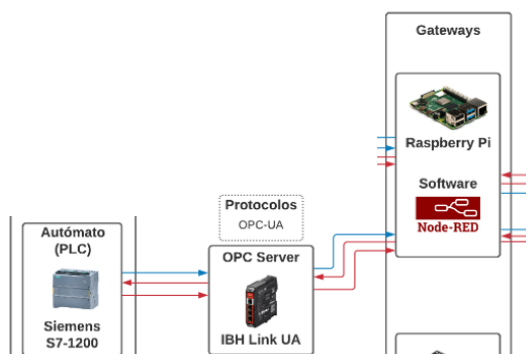 Gateways
Raspberry Pi
Software
Node-RED
Protocolos
OPC-UA
Autómato
(PLC)
Siemens
S7-1200
OPC Server
IBH Link UA